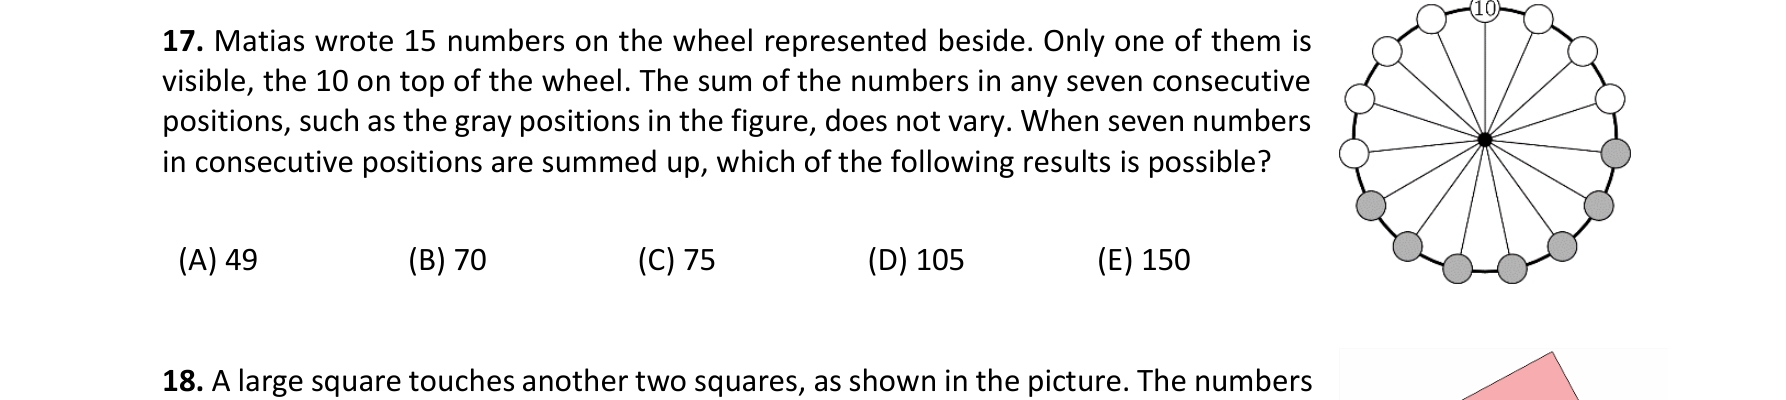 17. Matias wrote 15 numbers on the wheel represented beside. Only one of them is
visible, the 10 on top of the wheel. The sum of the numbers in any seven consecutive
positions, such as the gray positions in the figure, does not vary. When seven numbers
in consecutive positions are summed up, which of the following results is possible?
10
(A) 49 (B) 70 (C) 75 (D) 105 (E) 150
18. A large square touches another two squares, as shown in the picture. The numbers